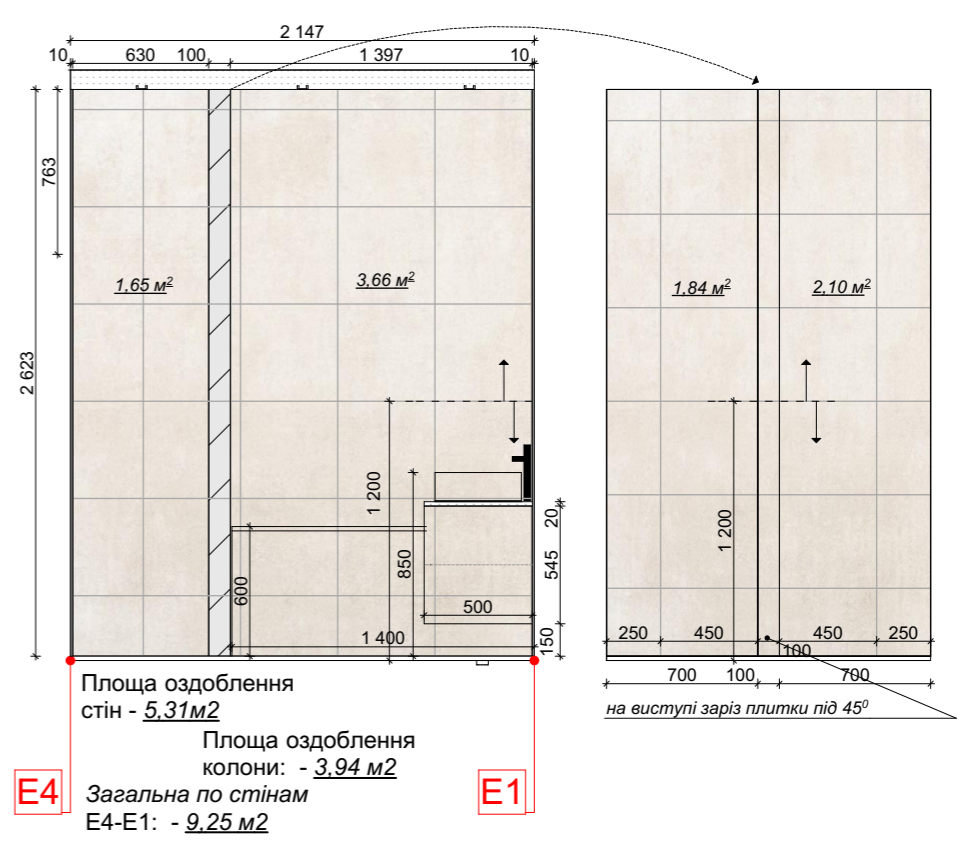 2 147
10 630 100 1 397 10
763
2 623
1,65 м²
3,66 м²
1,84 м²
2,10 м²
1 200
850
600
500
1 400
20
545
150
1 200
250 450 100 450 250
700 100 700
на виступі заріз плитки під 45⁰
Площа оздоблення
стін - 5,31м2
Площа оздоблення
колони: - 3,94 м2
Загальна по стінам
Е4-Е1: - 9,25 м2
E4
E1